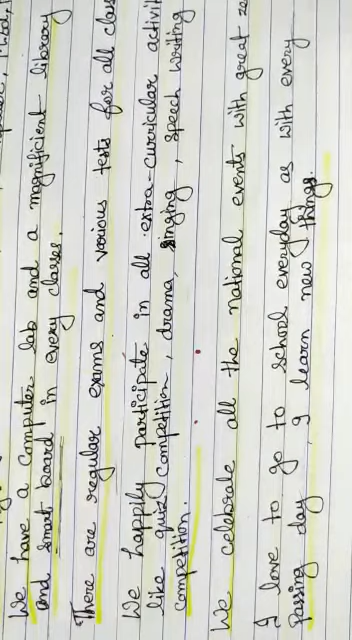 We have a Computer lab and a magnificient library
and smart board in every classes.
There are regular exams and various tests for all clas
We happily participate in all extra-curricular activit
like quiz competition, drama, singing, speech writing
competition.
We celebrate all the national events with great ze
I love to go to school everyday as with every
passing day, I learn new things.